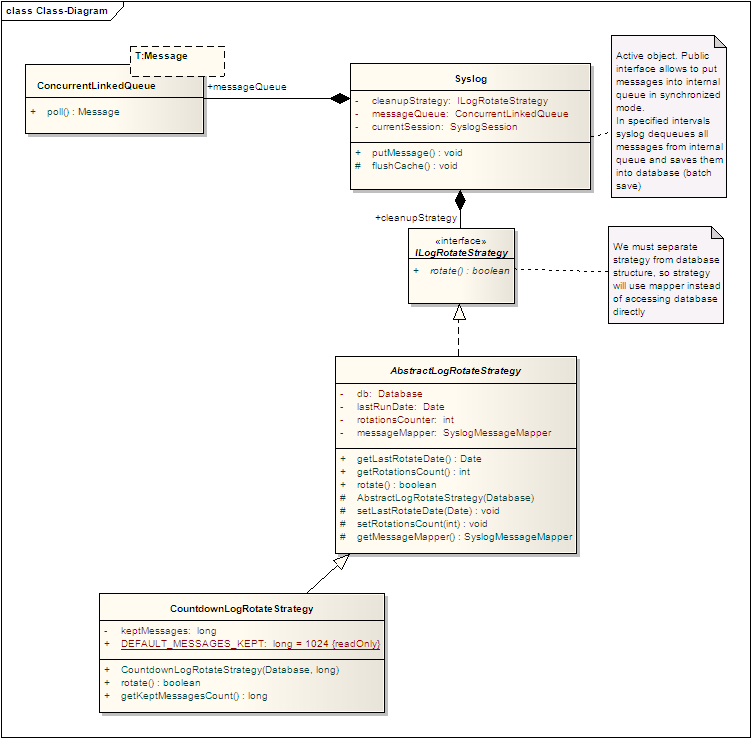 class Class-Diagram
T:Message
ConcurrentLinkedQueue
+ poll() : Message
+messageQueue
Syslog
- cleanupStrategy: ILogRotateStrategy
- messageQueue: ConcurrentLinkedQueue
- currentSession: SyslogSession
+ putMessage() : void
# flushCache() : void
Active object. Public
interface allows to put
messages into internal
queue in synchronized
mode.
In specified intervals
syslog dequeues all
messages from internal
queue and saves them
into database (batch
save)
+cleanupStrategy
«interface»
ILogRotateStrategy
+ rotate() : boolean
We must separate
strategy from database
structure, so strategy
will use mapper instead
of accessing database
directly
AbstractLogRotateStrategy
- db: Database
- lastRunDate: Date
- rotationsCounter: int
- messageMapper: SyslogMessageMapper
+ getLastRotateDate() : Date
+ getRotationsCount() : int
+ rotate() : boolean
# AbstractLogRotateStrategy(Database)
# setLastRotateDate(Date) : void
# setRotationsCount(int) : void
# getMessageMapper() : SyslogMessageMapper
CountdownLogRotateStrategy
- keptMessages: long
+ DEFAULT_MESSAGES_KEPT: long = 1024 {readOnly}
+ CountdownLogRotateStrategy(Database, long)
+ rotate() : boolean
+ getKeptMessagesCount() : long